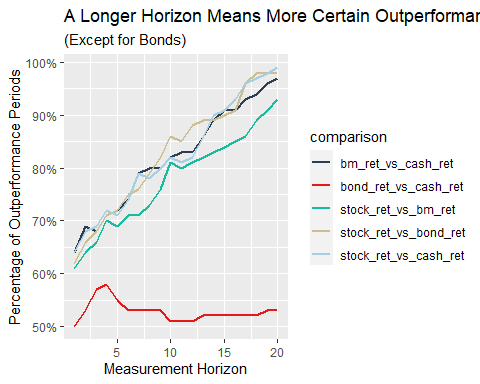 A Longer Horizon Means More Certain Outperformar
(Except for Bonds)
Percentage of Outperformance Periods
100%
90%
80%
70%
60%
50%
5
10
15
20
Measurement Horizon
comparison
bm_ret_vs_cash_ret
bond_ret_vs_cash_ret
stock_ret_vs_bm_ret
stock_ret_vs_bond_ret
stock_ret_vs_cash_ret